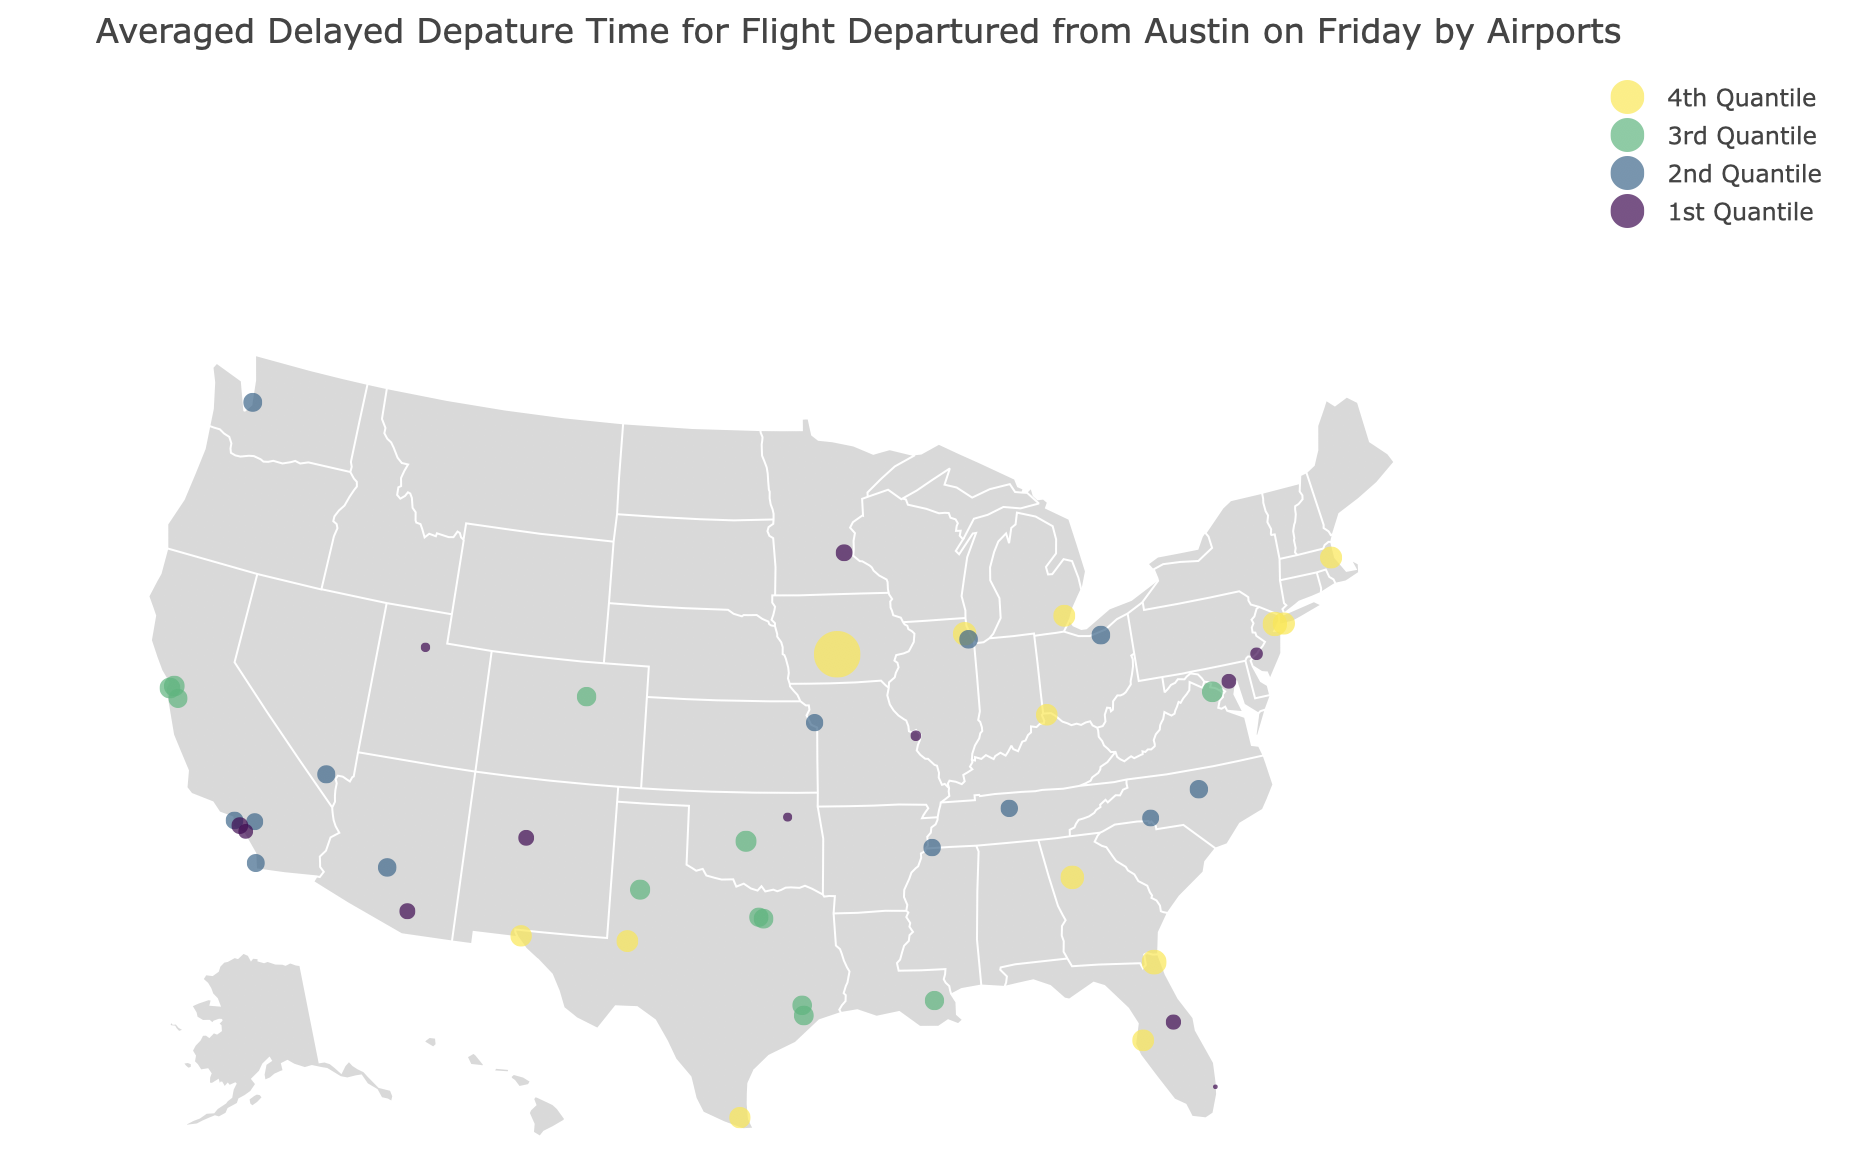 Averaged Delayed Depature Time for Flight Departured from Austin on Friday by Airports
4th Quantile
3rd Quantile
2nd Quantile
1st Quantile